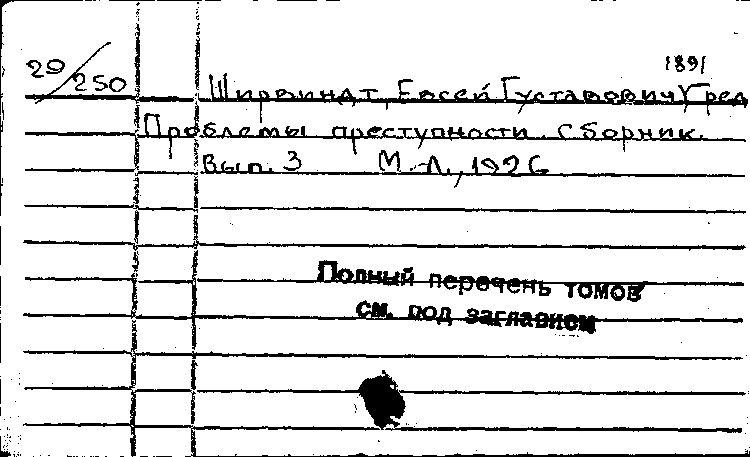 29/250
1891
Ширвиндт, Евсей Густавович, ред.
Проблемы преступности. Сборник.
Вып. 3 М.-Л., 1926
Полный перечень томов
см. под заглавием